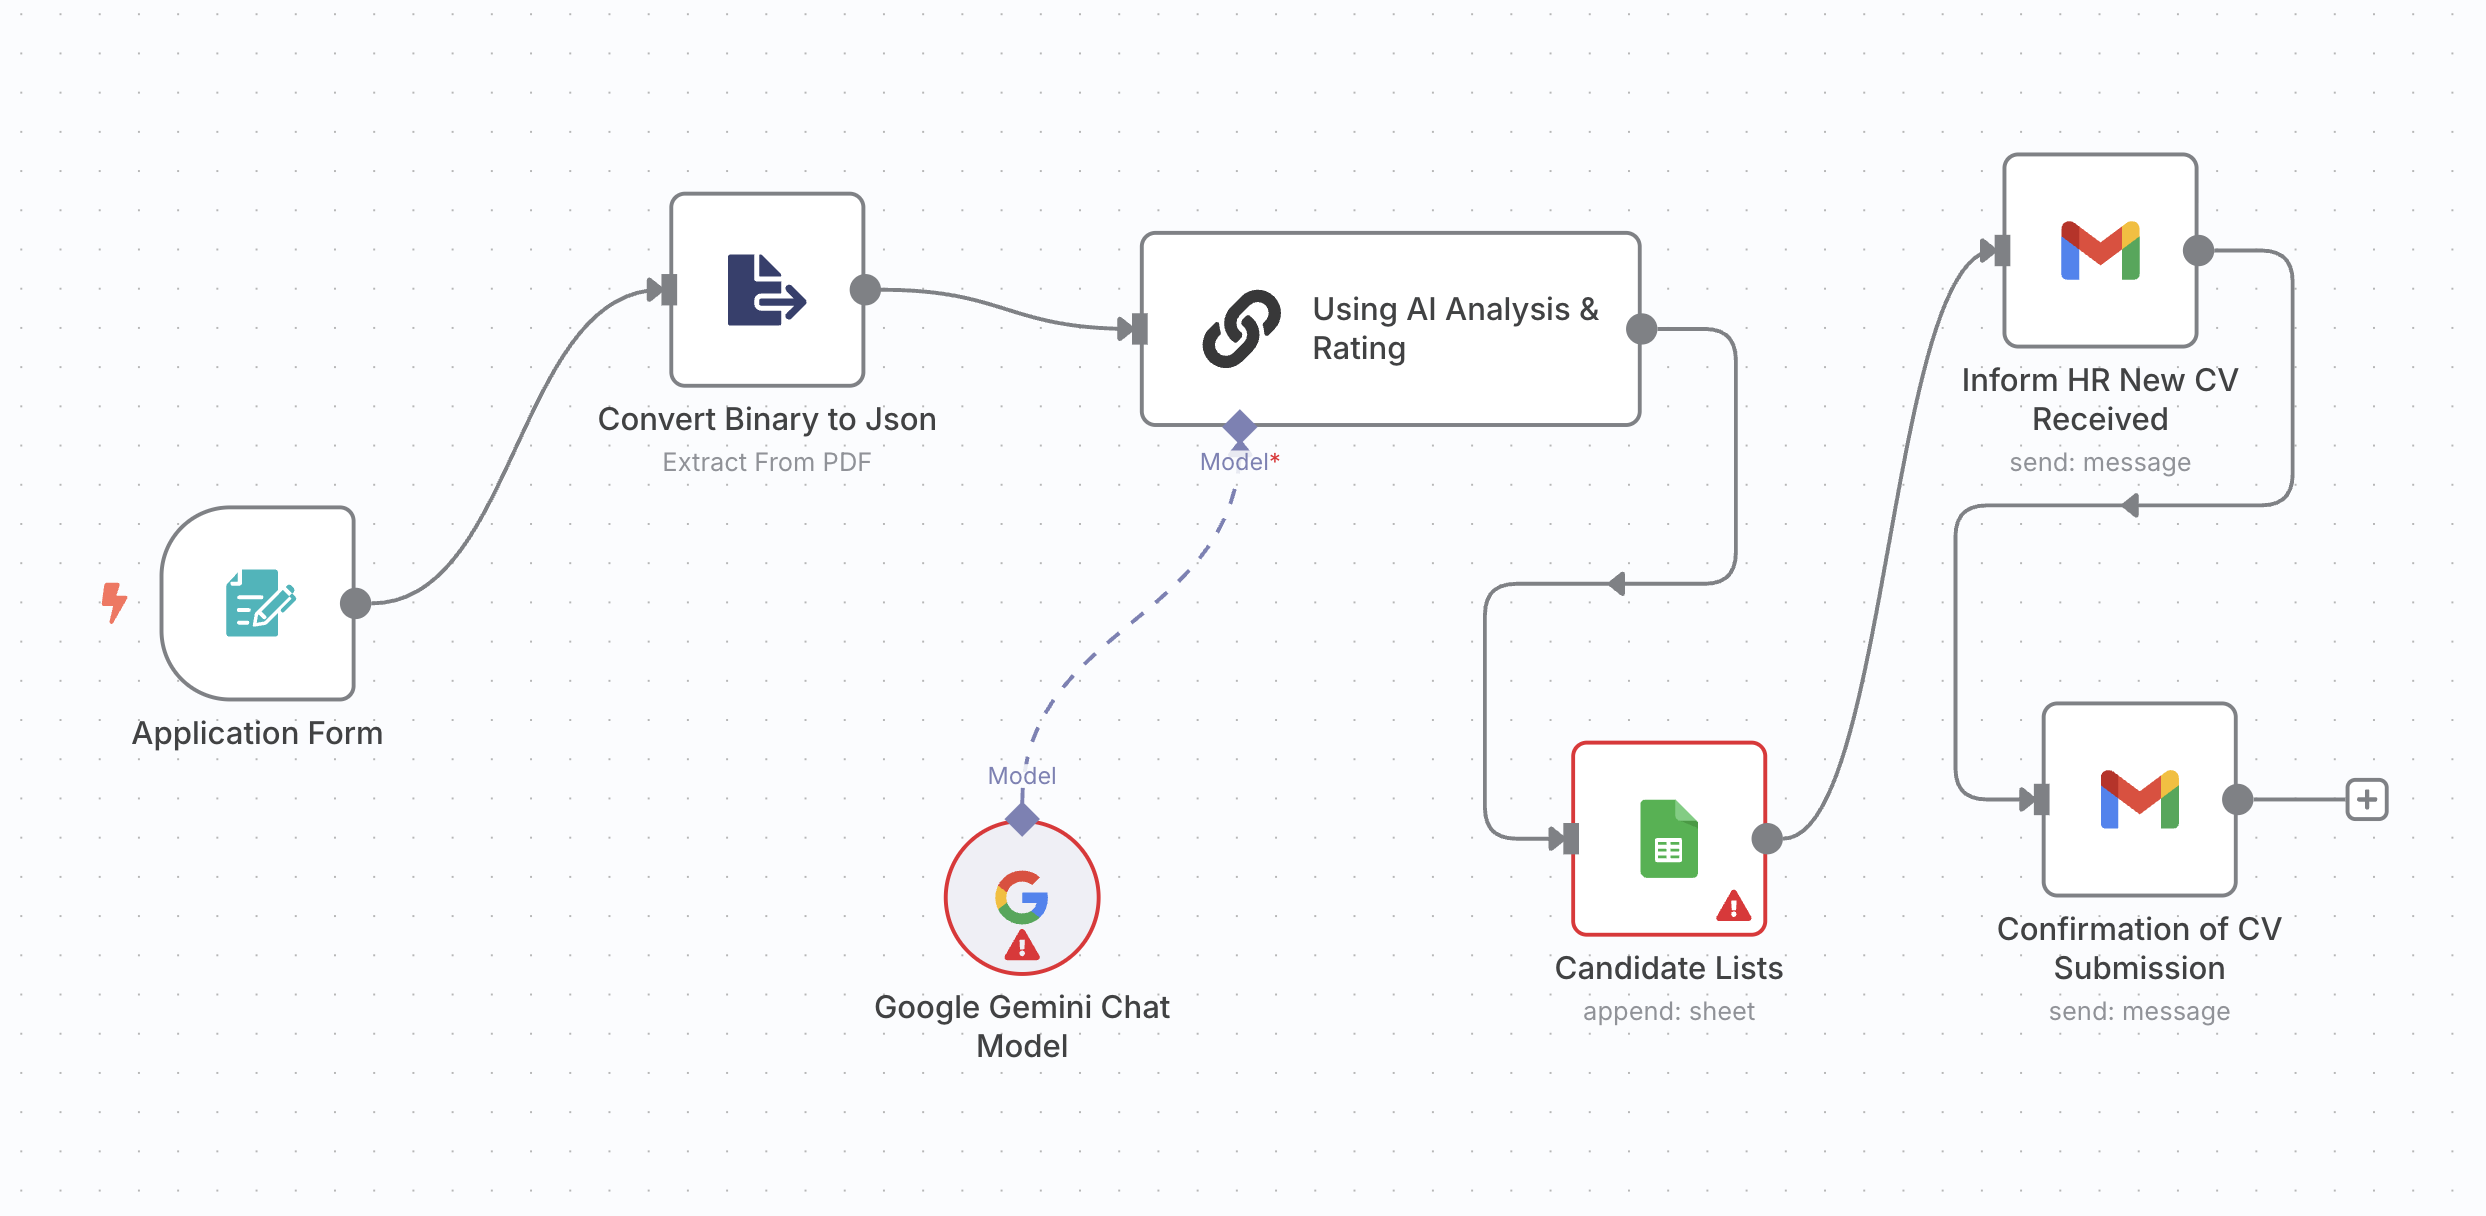 Application Form
Convert Binary to Json
Extract From PDF
Using AI Analysis &
Rating
Model*
Model
Google Gemini Chat
Model
Candidate Lists
append: sheet
Inform HR New CV
Received
send: message
Confirmation of CV
Submission
send: message